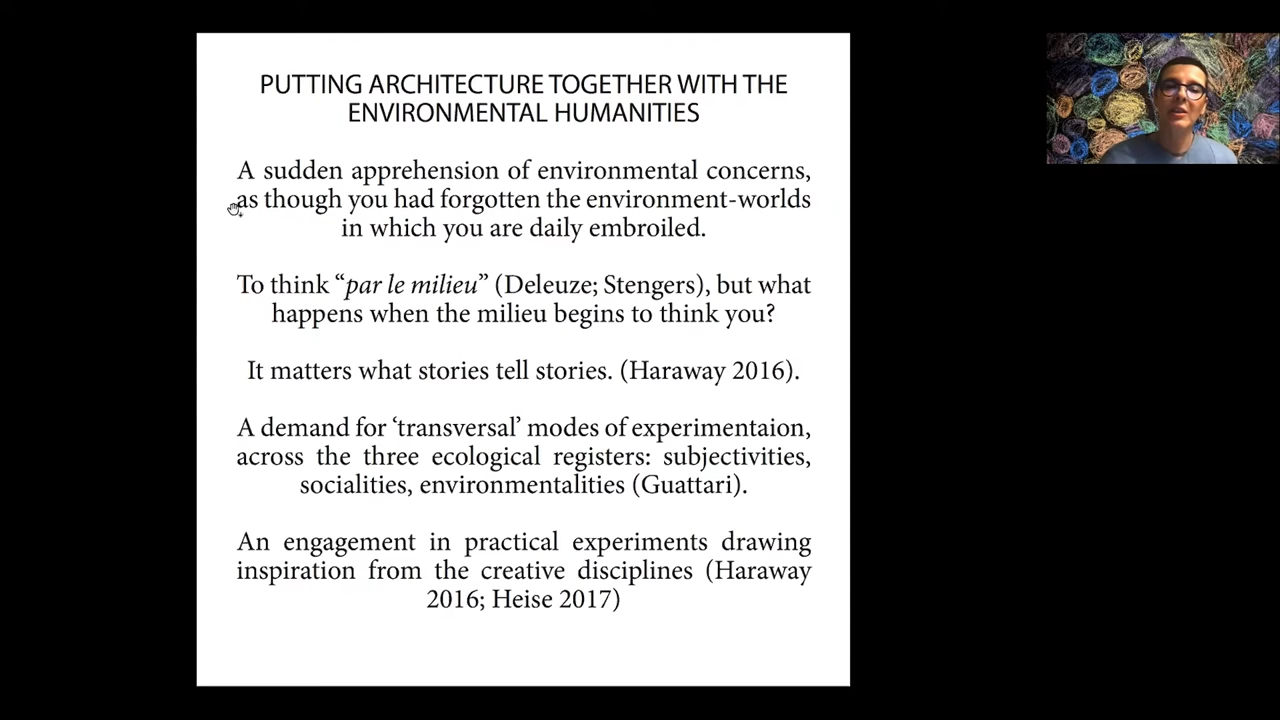 PUTTING ARCHITECTURE TOGETHER WITH THE
ENVIRONMENTAL HUMANITIES
A sudden apprehension of environmental concerns,
as though you had forgotten the environment-worlds
in which you are daily embroiled.
To think “par le milieu” (Deleuze; Stengers), but what
happens when the milieu begins to think you?
It matters what stories tell stories. (Haraway 2016).
A demand for ‘transversal’ modes of experimentaion,
across the three ecological registers: subjectivities,
socialities, environmentalities (Guattari).
An engagement in practical experiments drawing
inspiration from the creative disciplines (Haraway
2016; Heise 2017)